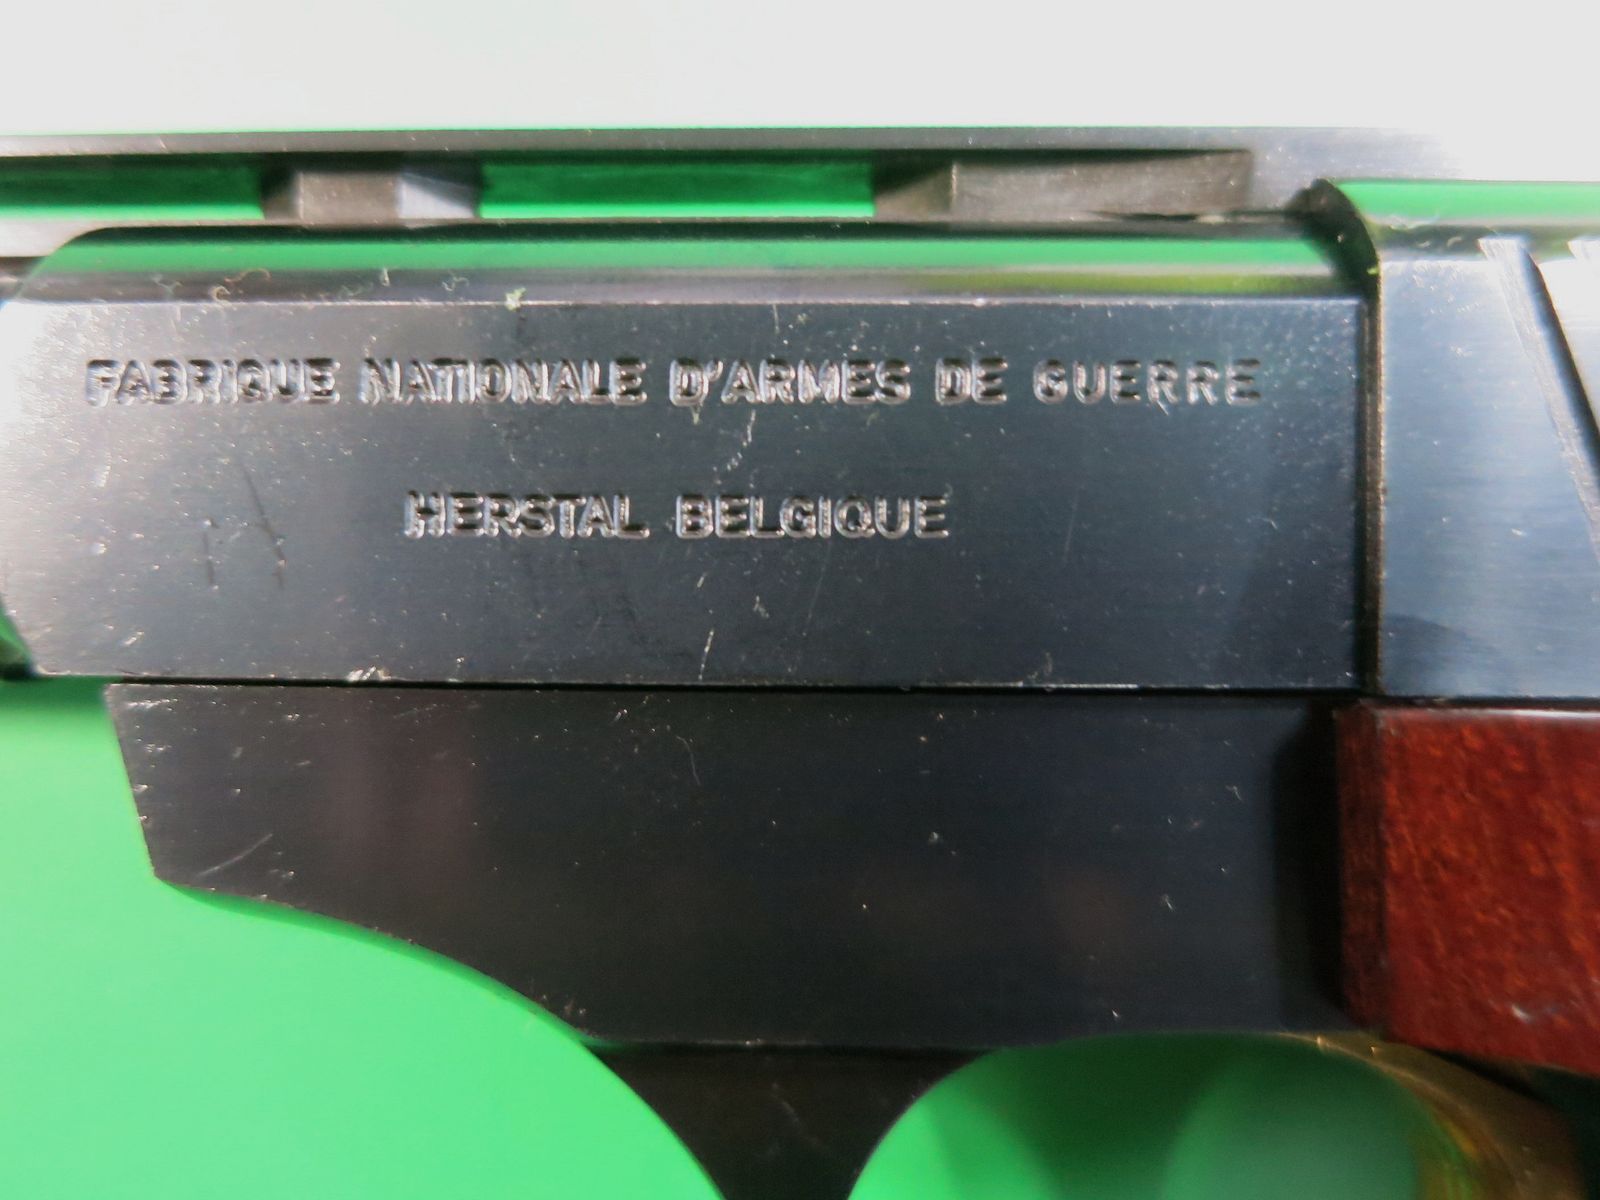 FABRIQUE NATIONALE D'ARMES DE GUERRE
HERSTAL BELGIQUE